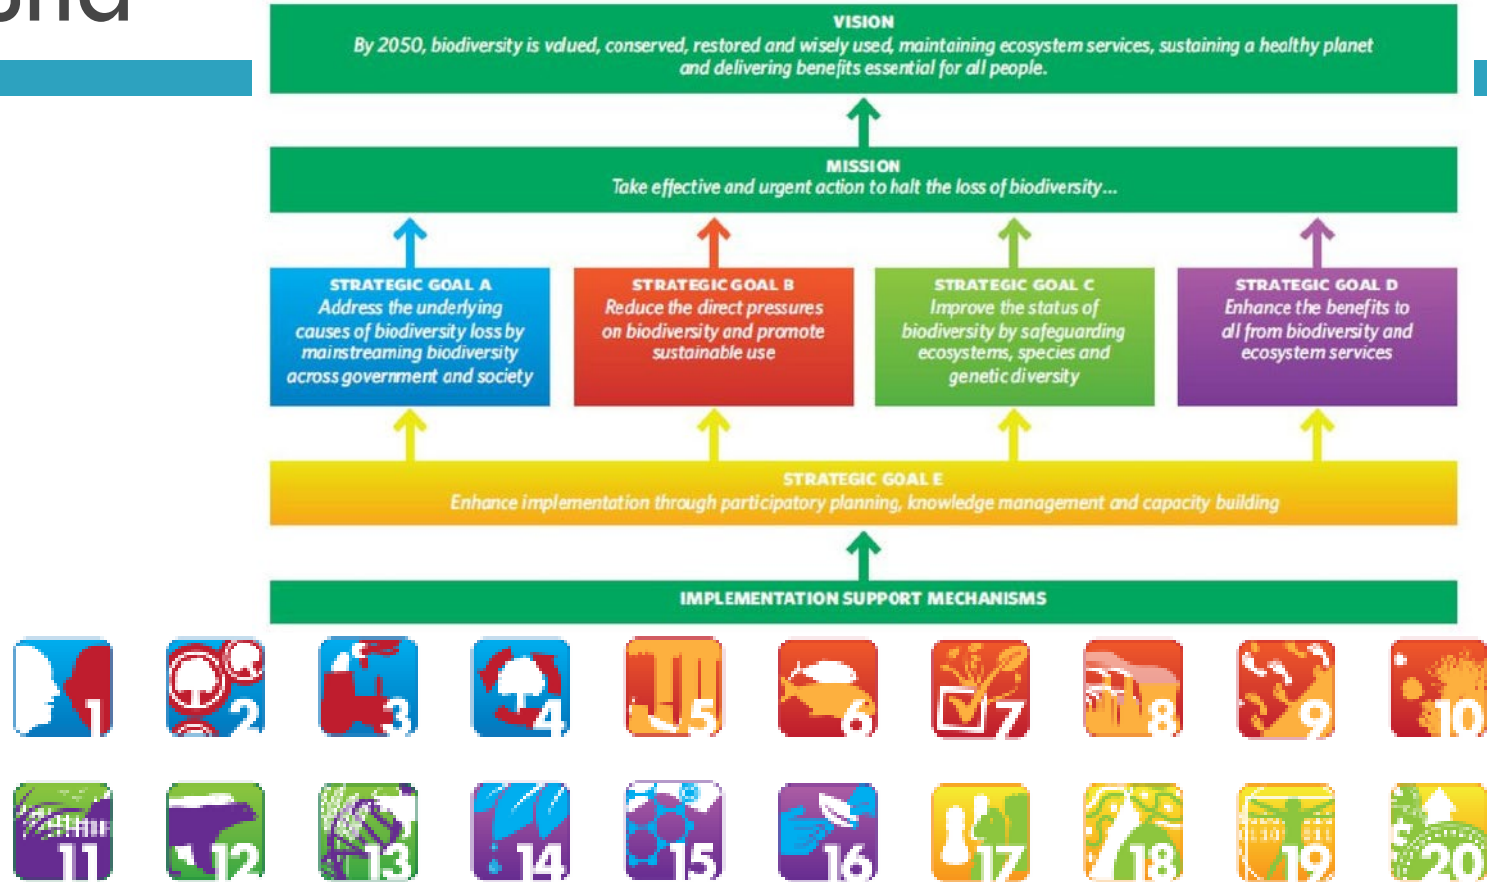 VISION
By 2050, biodiversity is valued, conserved, restored and wisely used, maintaining ecosystem services, sustaining a healthy planet
and delivering benefits essential for all people.
MISSION
Take effective and urgent action to halt the loss of biodiversity...
STRATEGIC GOAL A
Address the underlying
causes of biodiversity loss by
mainstreaming biodiversity
across government and society
STRATEGIC GOAL B
Reduce the direct pressures
on biodiversity and promote
sustainable use
STRATEGIC GOAL C
Improve the status of
biodiversity by safeguarding
ecosystems, species and
genetic diversity
STRATEGIC GOAL D
Enhance the benefits to
all from biodiversity and
ecosystem services
STRATEGIC GOAL E
Enhance implementation through participatory planning, knowledge management and capacity building
IMPLEMENTATION SUPPORT MECHANISMS
1 2 3 4 5 6 7 8 9 10
11 12 13 14 15 16 17 18 19 20